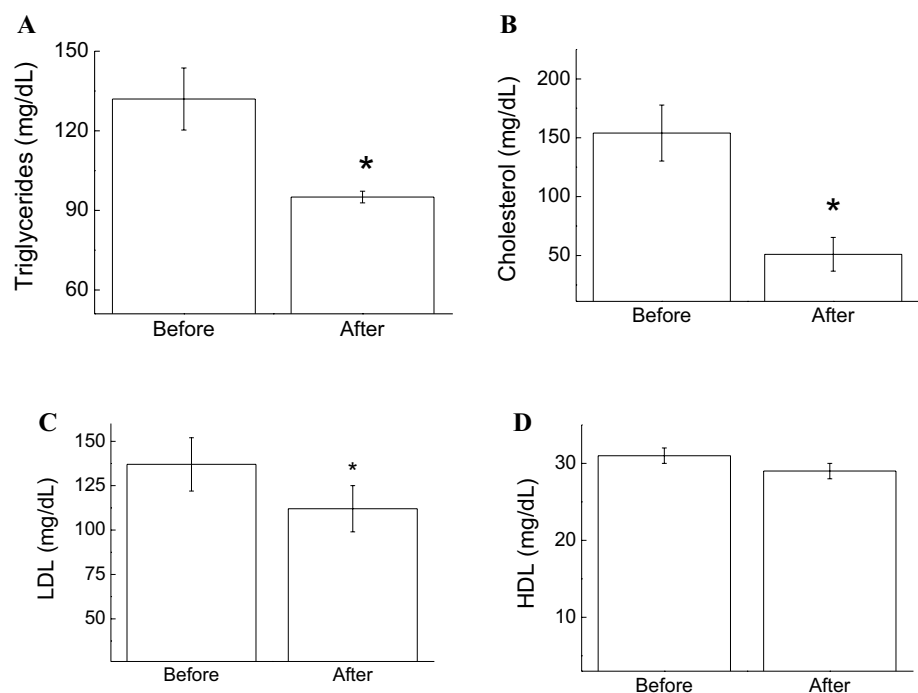 A
Triglycerides (mg/dL)
150
120
90
60
*
Before After
B
Cholesterol (mg/dL)
200
150
100
50
*
Before After
C
LDL (mg/dL)
150
125
100
75
50
*
Before After
D
HDL (mg/dL)
30
20
10
Before After